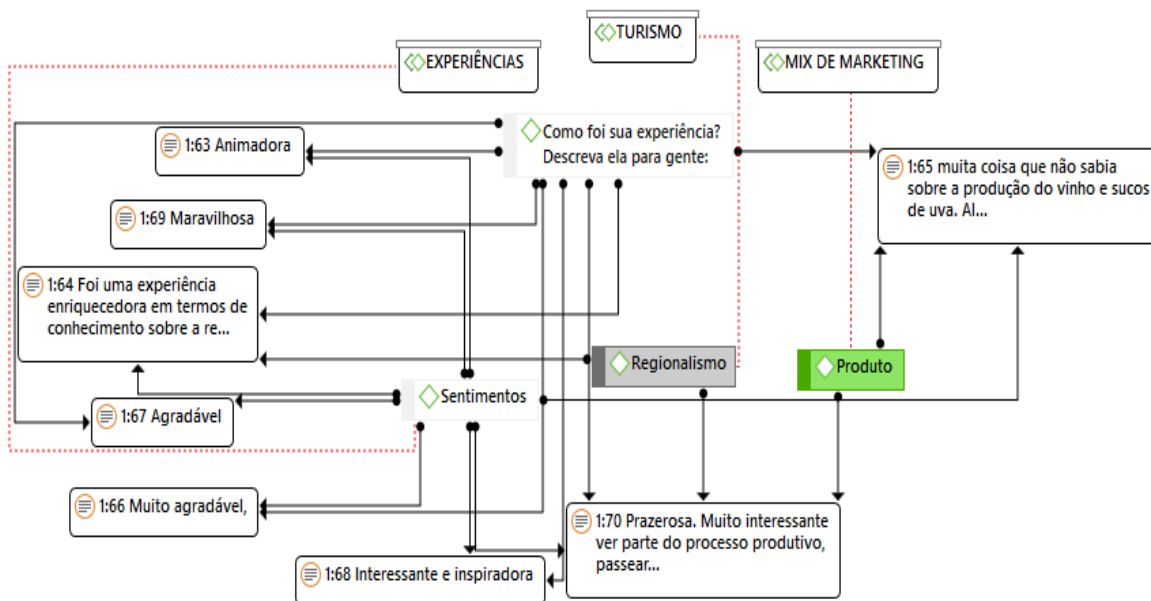 TURISMO
EXPERIÊNCIAS
MIX DE MARKETING
Como foi sua experiência?
Descreva ela para gente:
1:63 Animadora
1:65 muita coisa que não sabia
sobre a produção do vinho e sucos
de uva. Al...
1:69 Maravilhosa
1:64 Foi uma experiência
enriquecedora em termos de
conhecimento sobre a re...
Regionalismo
Produto
Sentimentos
1:67 Agradável
1:66 Muito agradável,
1:70 Prazerosa. Muito interessante
ver parte do processo produtivo,
passear...
1:68 Interessante e inspiradora